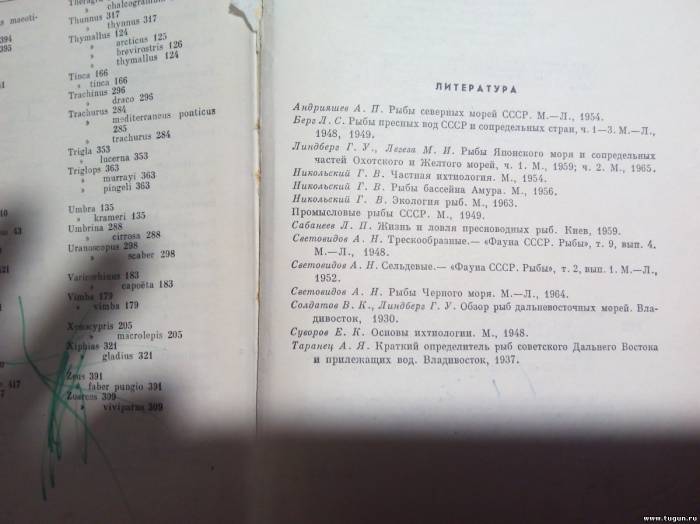 s maeoti-
394
395
10
43
321
417
7
chalcogramm
Thunnus 317
» thynnus 317
Thymallus 124
» arcticus 125
» brevirostris 126
» thymallus 124
Tinca 166
» tinca 166
Trachinus 296
» draco 296
Trachurus 284
» mediterraneus ponticus
285
» trachurus 284
Trigla 353
» lucerna 353
Triglops 363
» murrayi 363
» pingeli 363
Umbra 135
» krameri 135
Umbrina 288
» cirrosa 288
Uranoscopus 298
» scaber 298
Varicorhinus 183
» capoëta 183
Vimba 179
» vimba 179
Xenocypris 205
» macrolepis 205
Xiphias 321
» gladius 321
Zeus 391
» faber pungio 391
Zoarces 309
» viviparus 309
ЛИТЕРАТУРА
Андрияшев А. П. Рыбы северных морей СССР. М.—Л., 1954.
Берг Л. С. Рыбы пресных вод СССР и сопредельных стран, ч. 1—3. М.—Л.,
1948, 1949.
Линдберг Г. У., Легеза М. И. Рыбы Японского моря и сопредельных
частей Охотского и Желтого морей, ч. 1. М., 1959; ч. 2. М., 1965.
Никольский Г. В. Частная ихтиология. М., 1954.
Никольский Г. В. Рыбы бассейна Амура. М., 1956.
Никольский Г. В. Экология рыб. М., 1963.
Промысловые рыбы СССР. М., 1949.
Сабанеев Л. П. Жизнь и ловля пресноводных рыб. Киев, 1959.
Световидов А. Н. Трескообразные.— «Фауна СССР. Рыбы», т. 9, вып. 4.
М.—Л., 1948.
Световидов А. Н. Сельдевые.— «Фауна СССР. Рыбы», т. 2, вып. 1. М.—Л.,
1952.
Световидов А. Н. Рыбы Черного моря. М.—Л., 1964.
Солдатов В. К., Линдберг Г. У. Обзор рыб дальневосточных морей. Вла-
дивосток, 1930.
Суворов Е. К. Основы ихтиологии. М., 1948.
Таранец А. Я. Краткий определитель рыб советского Дальнего Востока
и прилежащих вод. Владивосток, 1937.
www.tugun.ru